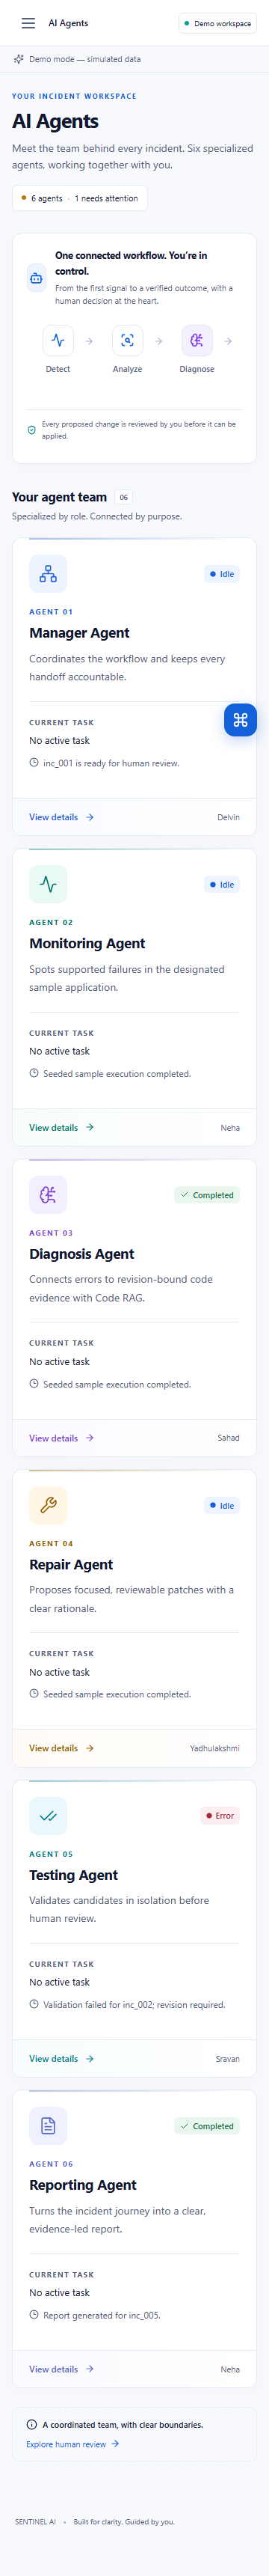 AI Agents
Demo workspace
Demo mode — simulated data
YOUR INCIDENT WORKSPACE
AI Agents
Meet the team behind every incident. Six specialized
agents, working together with you.
6 agents · 1 needs attention
One connected workflow. You’re in
control.
From the first signal to a verified outcome, with a
human decision at the heart.
Detect
Analyze
Diagnose
Every proposed change is reviewed by you before it can be
applied.
Your agent team 06
Specialized by role. Connected by purpose.
Idle
AGENT 01
Manager Agent
Coordinates the workflow and keeps every
handoff accountable.
CURRENT TASK
No active task
inc_001 is ready for human review.
View details
Delvin
Idle
AGENT 02
Monitoring Agent
Spots supported failures in the designated
sample application.
CURRENT TASK
No active task
Seeded sample execution completed.
View details
Neha
Completed
AGENT 03
Diagnosis Agent
Connects errors to revision-bound code
evidence with Code RAG.
CURRENT TASK
No active task
Seeded sample execution completed.
View details
Sahad
Idle
AGENT 04
Repair Agent
Proposes focused, reviewable patches with a
clear rationale.
CURRENT TASK
No active task
Seeded sample execution completed.
View details
Yadhulakshmi
Error
AGENT 05
Testing Agent
Validates candidates in isolation before
human review.
CURRENT TASK
No active task
Validation failed for inc_002; revision required.
View details
Sravan
Completed
AGENT 06
Reporting Agent
Turns the incident journey into a clear,
evidence-led report.
CURRENT TASK
No active task
Report generated for inc_005.
View details
Neha
A coordinated team, with clear boundaries.
Explore human review
SENTINEL AI • Built for clarity. Guided by you.